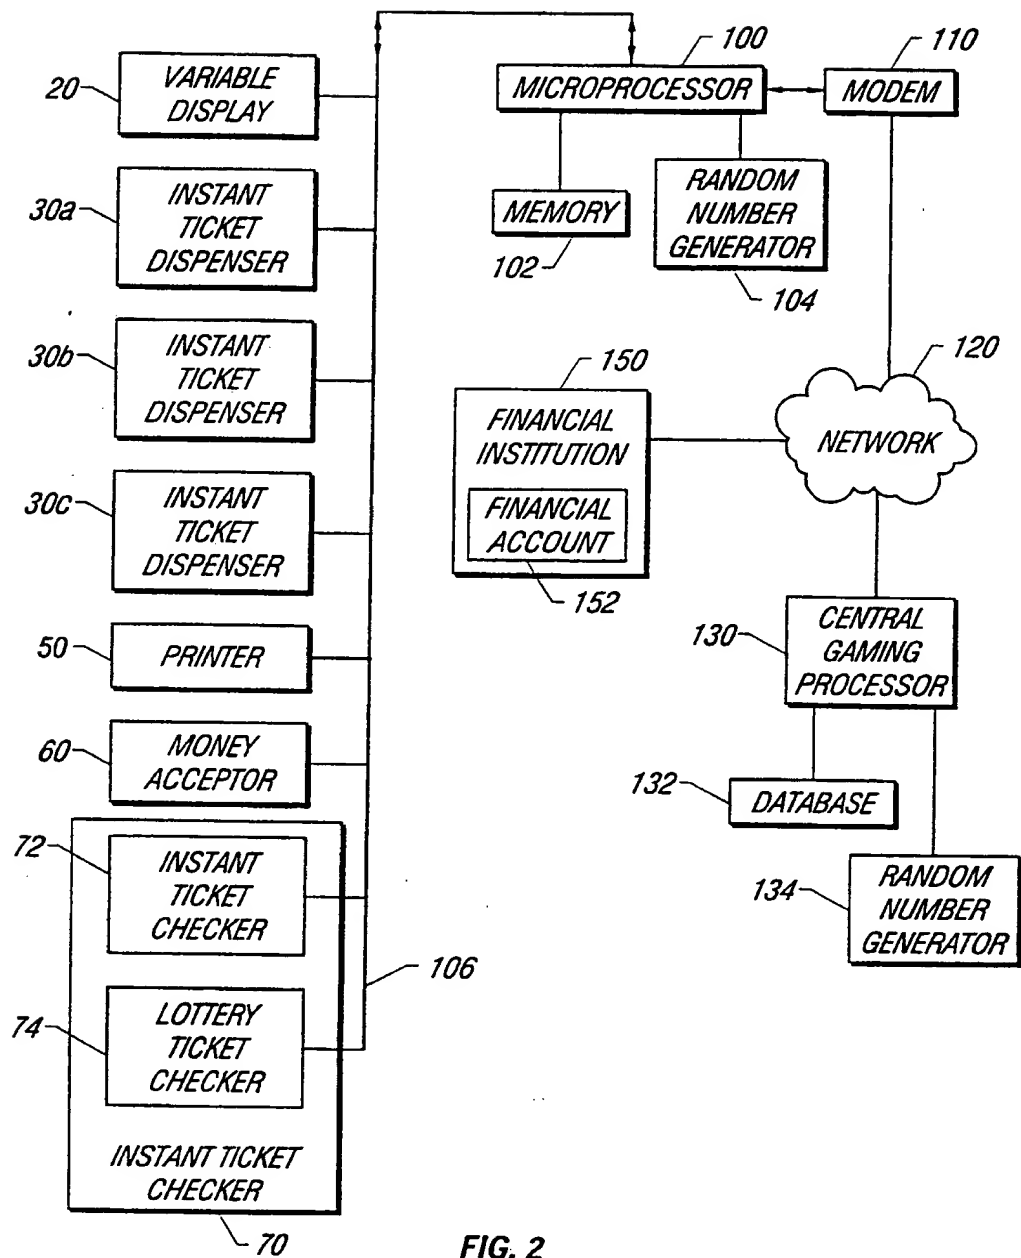 20
VARIABLE
DISPLAY
30a
INSTANT
TICKET
DISPENSER
30b
INSTANT
TICKET
DISPENSER
30c
INSTANT
TICKET
DISPENSER
50
PRINTER
60
MONEY
ACCEPTOR
72
INSTANT
TICKET
CHECKER
74
LOTTERY
TICKET
CHECKER
INSTANT TICKET
CHECKER
70
106
100
MICROPROCESSOR
110
MODEM
MEMORY
102
RANDOM
NUMBER
GENERATOR
104
120
NETWORK
150
FINANCIAL
INSTITUTION
FINANCIAL
ACCOUNT
152
130
CENTRAL
GAMING
PROCESSOR
132
DATABASE
134
RANDOM
NUMBER
GENERATOR
FIG. 2